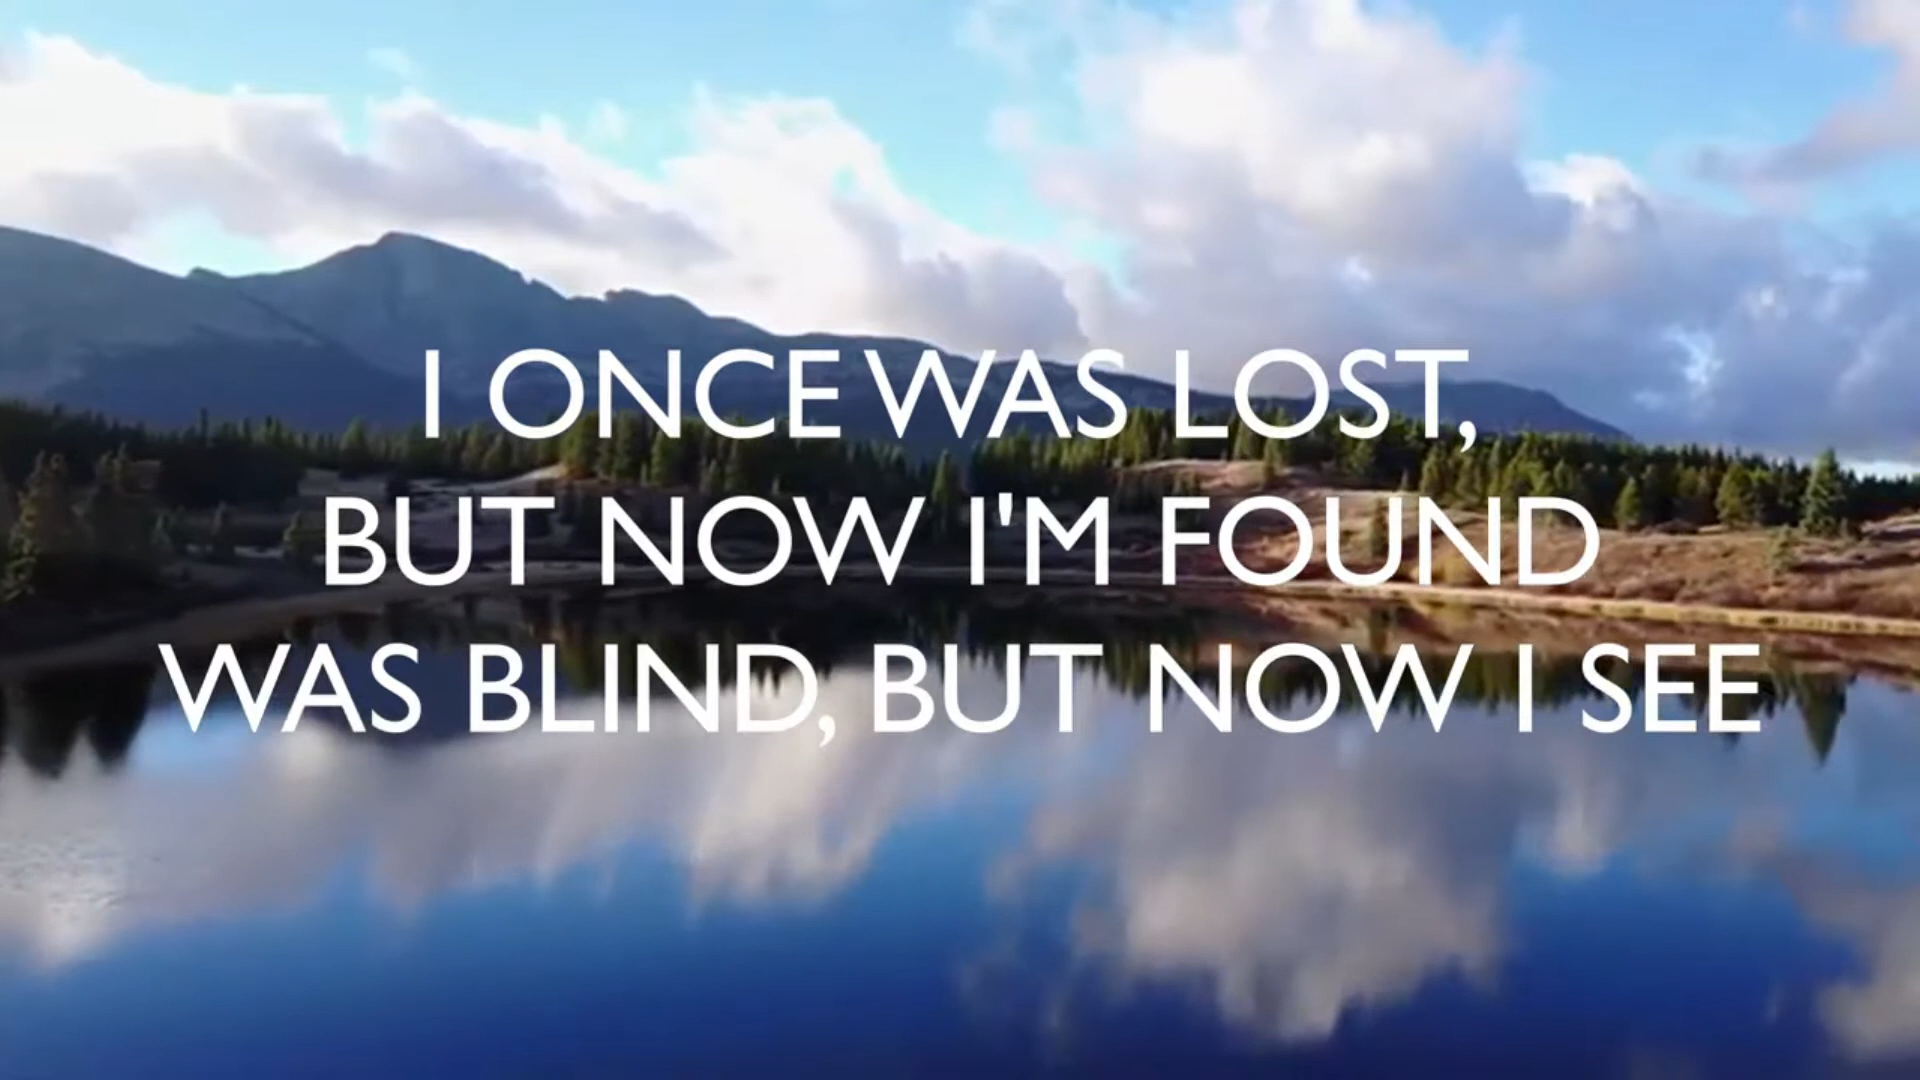 I ONCE WAS LOST,
BUT NOW I'M FOUND
WAS BLIND, BUT NOW I SEE